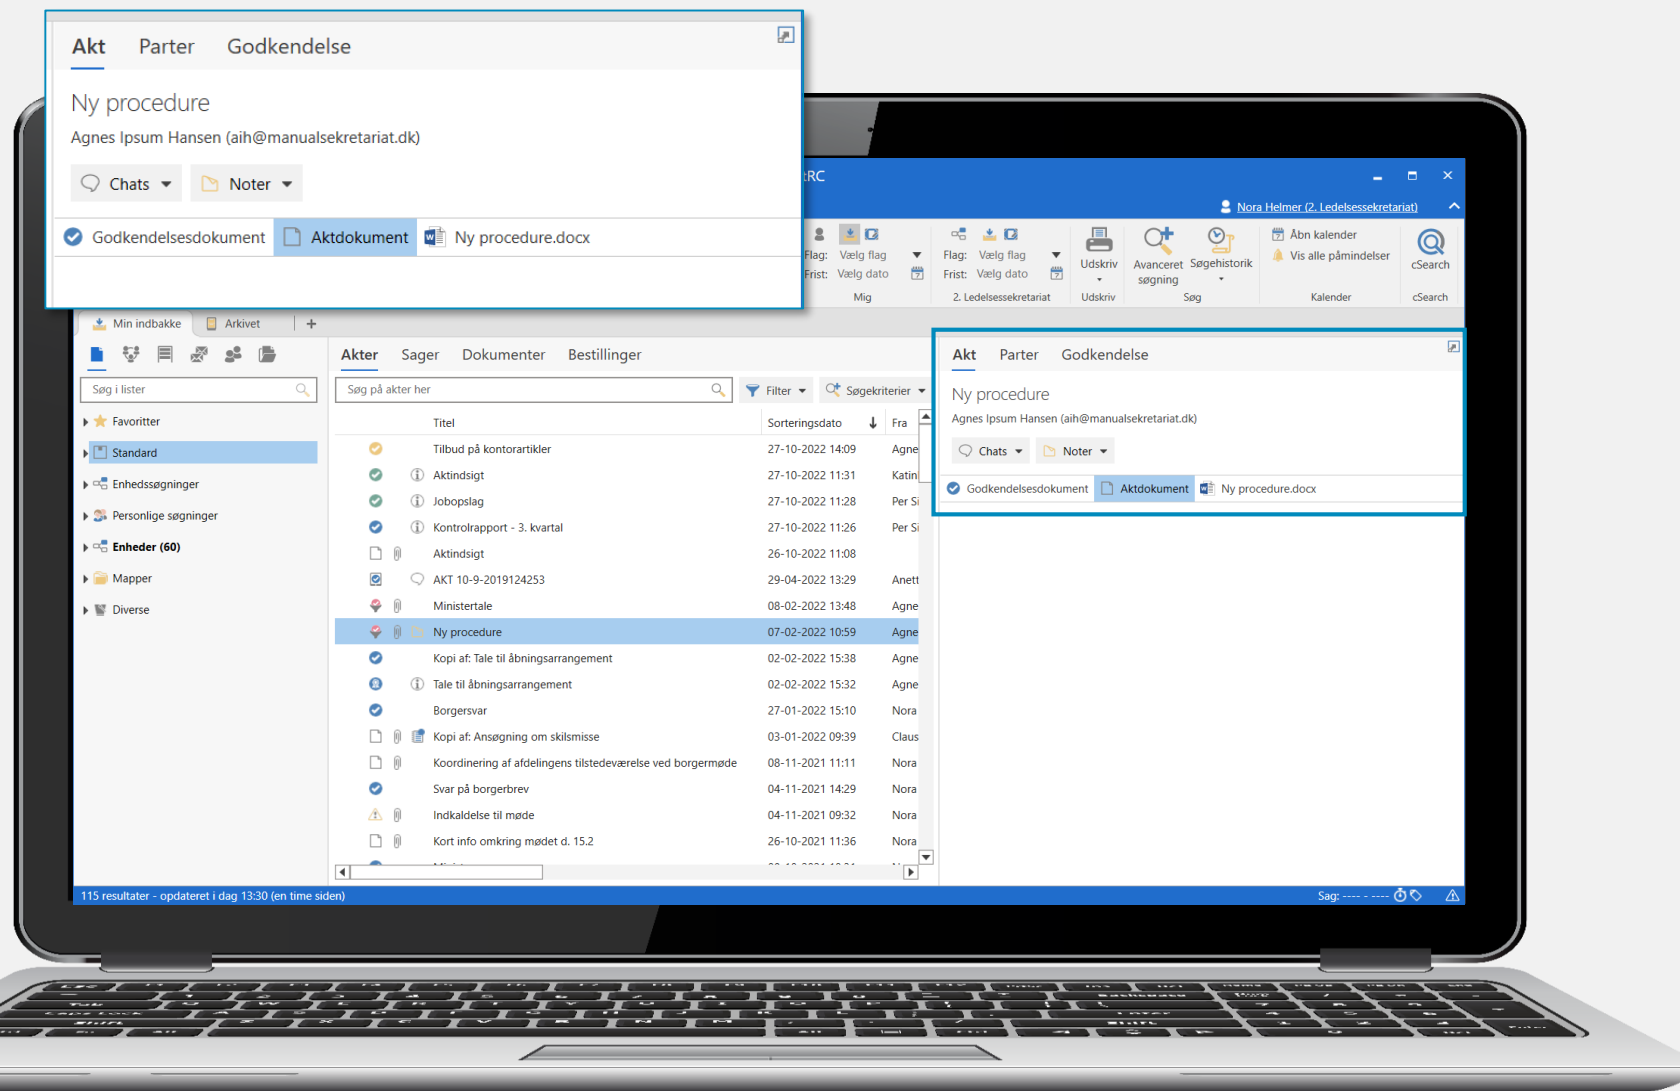 Akt Parter Godkendelse
Ny procedure
Agnes Ipsum Hansen (aih@manualsekretariat.dk)
Chats Noter
Godkendelsesdokument Aktdokument Ny procedure.docx
Nora Helmer (2. Ledelsessekretariat)
Flag: Vælg flag Flag: Vælg flag
Frist: Vælg dato Frist: Vælg dato
Mig 2. Ledelsessekretariat
Udskriv
Udskriv
Avanceret søgning Søgehistorik
Søg
Åbn kalender
Vis alle påmindelser
Kalender
cSearch
cSearch
Min indbakke Arkivet +
Søg i lister
Favoritter
Standard
Enhedssøgninger
Personlige søgninger
Enheder (60)
Mapper
Diverse
Akter Sager Dokumenter Bestillinger
Søg på akter her Filter Søgekriterier
Titel Sorteringsdato Fra
Tilbud på kontorartikler 27-10-2022 14:09 Agne
Aktindsigt 27-10-2022 11:31 Katin
Jobopslag 27-10-2022 11:28 Per Si
Kontrolrapport - 3. kvartal 27-10-2022 11:26 Per Si
Aktindsigt 26-10-2022 11:08
AKT 10-9-2019124253 29-04-2022 13:29 Anett
Ministertale 08-02-2022 13:48 Agne
Ny procedure 07-02-2022 10:59 Agne
Kopi af: Tale til åbningsarrangement 02-02-2022 15:38 Agne
Tale til åbningsarrangement 02-02-2022 15:32 Agne
Borgersvar 27-01-2022 15:10 Nora
Kopi af: Ansøgning om skilsmisse 03-01-2022 09:39 Claus
Koordinering af afdelingens tilstedeværelse ved borgermøde 08-11-2021 11:11 Nora
Svar på borgerbrev 04-11-2021 14:29 Nora
Indkaldelse til møde 04-11-2021 09:32 Nora
Kort info omkring mødet d. 15.2 26-10-2021 11:36 Nora
Akt Parter Godkendelse
Ny procedure
Agnes Ipsum Hansen (aih@manualsekretariat.dk)
Chats Noter
Godkendelsesdokument Aktdokument Ny procedure.docx
115 resultater - opdateret i dag 13:30 (en time siden) Sag: ---- - ----